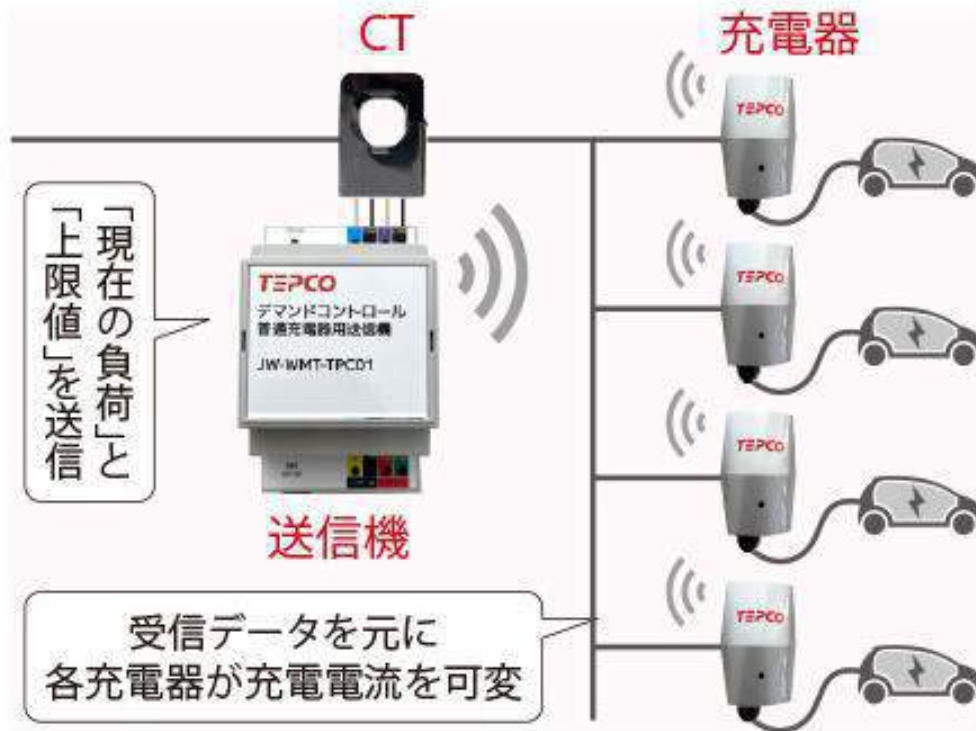 CT
充電器
TEPCO
「現在の負荷」と
「上限値」を送信
TEPCO
デマンドコントロール
普通充電器用送信機
JW-WMT-TPC01
TEPCO
TEPCO
送信機
TEPCO
受信データを元に
各充電器が充電電流を可変